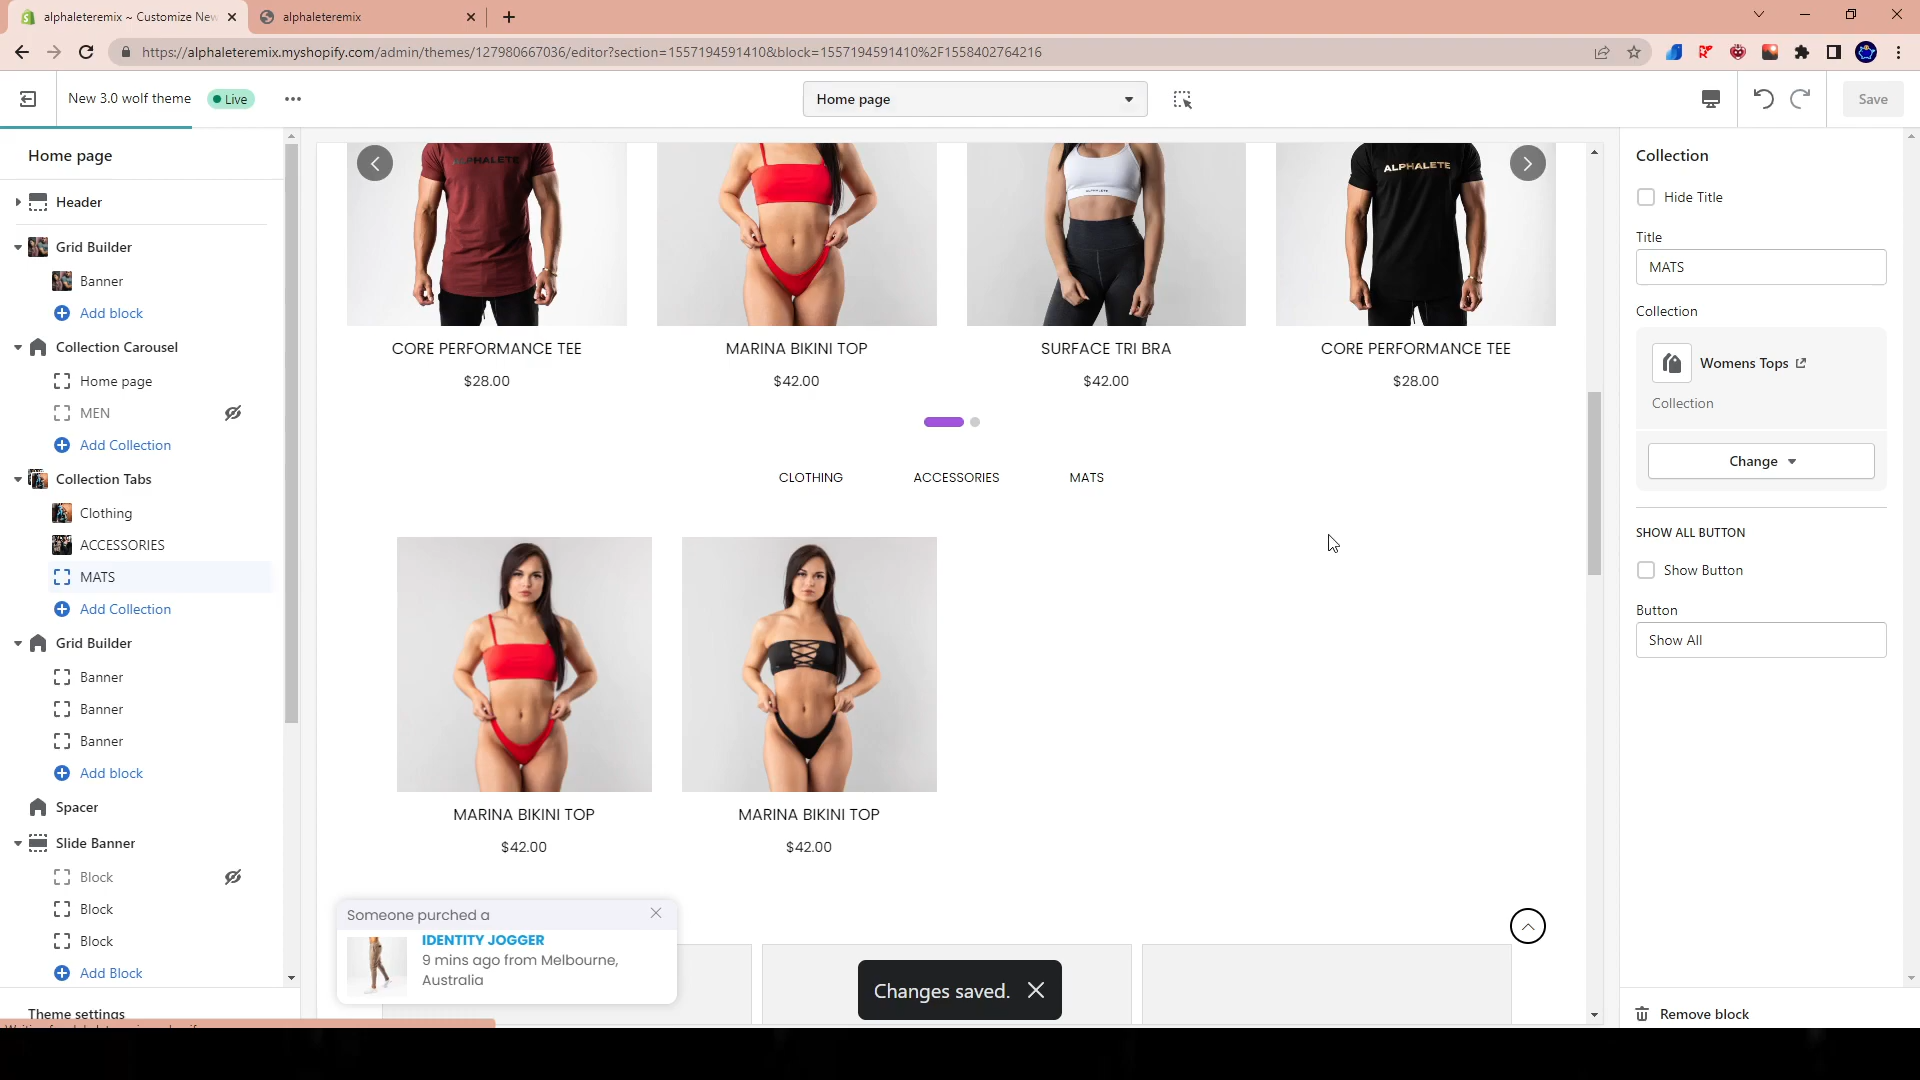 alphaleteremix ~ Customize New
alphaleteremix
https://alphaleteremix.myshopify.com/admin/themes/127980667036/editor?section=1557194591410&block=1557194591410%2F1558402764216
New 3.0 wolf theme
Live
Home page
Save
Home page
Header
Grid Builder
Banner
Add block
Collection Carousel
Home page
MEN
Add Collection
Collection Tabs
Clothing
ACCESSORIES
MATS
Add Collection
Grid Builder
Banner
Banner
Banner
Add block
Spacer
Slide Banner
Block
Block
Block
Add Block
Theme settings
ALPHALETE
ALPHALETE
ALPHALETE
CORE PERFORMANCE TEE
$28.00
MARINA BIKINI TOP
$42.00
SURFACE TRI BRA
$42.00
CORE PERFORMANCE TEE
$28.00
CLOTHING ACCESSORIES MATS
MARINA BIKINI TOP
$42.00
MARINA BIKINI TOP
$42.00
Someone purched a
IDENTITY JOGGER
9 mins ago from Melbourne,
Australia
Changes saved.
Collection
Hide Title
Title
MATS
Collection
Womens Tops
Collection
Change
SHOW ALL BUTTON
Show Button
Button
Show All
Remove block